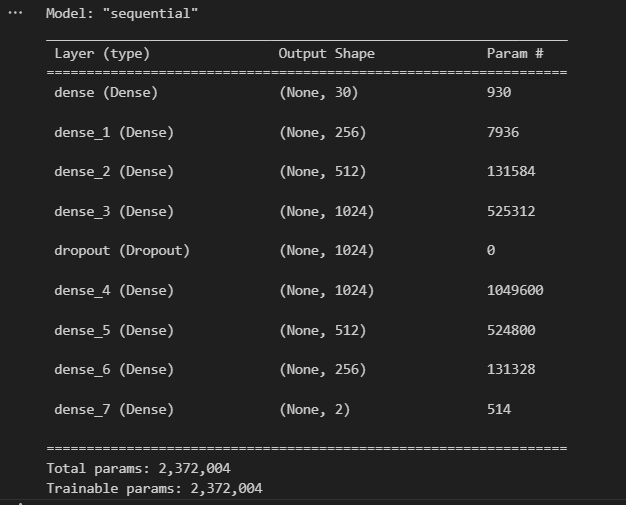 ...
Model: "sequential"
_________________________________________________________________
Layer (type) Output Shape Param #
=================================================================
dense (Dense) (None, 30) 930
dense_1 (Dense) (None, 256) 7936
dense_2 (Dense) (None, 512) 131584
dense_3 (Dense) (None, 1024) 525312
dropout (Dropout) (None, 1024) 0
dense_4 (Dense) (None, 1024) 1049600
dense_5 (Dense) (None, 512) 524800
dense_6 (Dense) (None, 256) 131328
dense_7 (Dense) (None, 2) 514
=================================================================
Total params: 2,372,004
Trainable params: 2,372,004